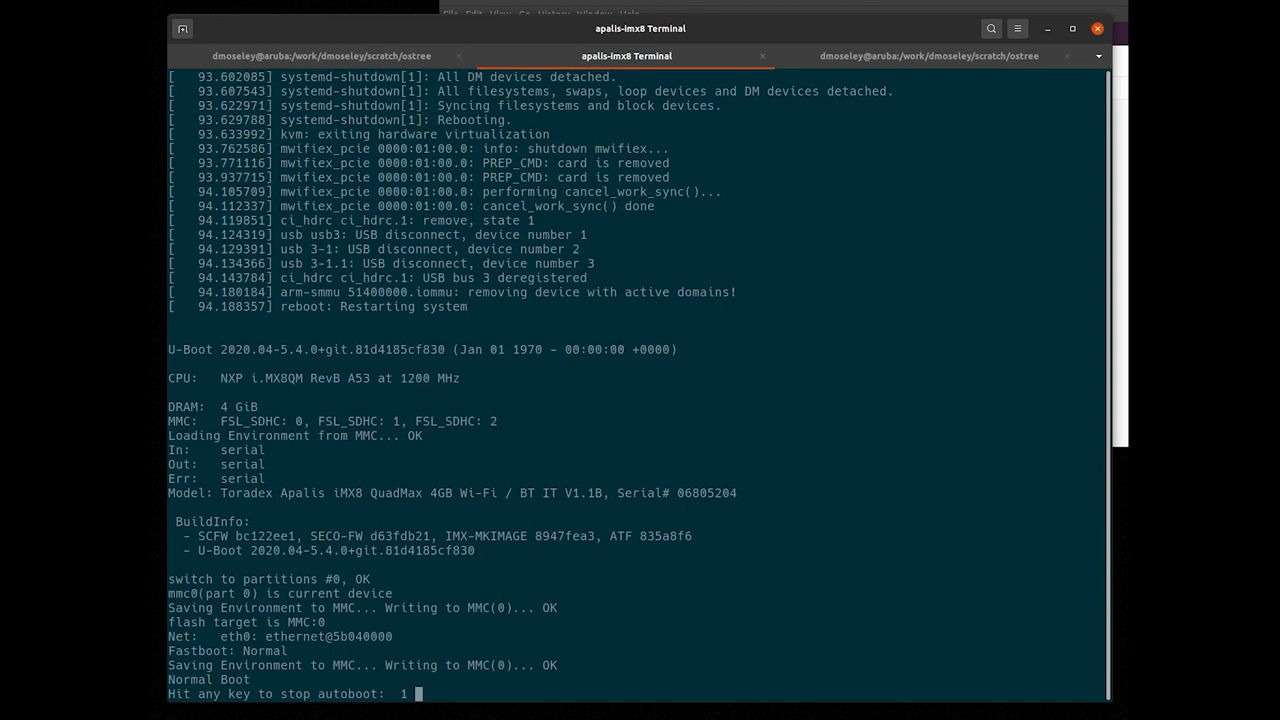 File Edit View Go History Window Help
apalis-imx8 Terminal
dmoseley@aruba:/work/dmoseley/scratch/ostree
apalis-imx8 Terminal
dmoseley@aruba:/work/dmoseley/scratch/ostree
[   93.602085] systemd-shutdown[1]: All DM devices detached.
[   93.607543] systemd-shutdown[1]: All filesystems, swaps, loop devices and DM devices detached.
[   93.622971] systemd-shutdown[1]: Syncing filesystems and block devices.
[   93.629788] systemd-shutdown[1]: Rebooting.
[   93.633992] kvm: exiting hardware virtualization
[   93.762586] mwifiex_pcie 0000:01:00.0: info: shutdown mwifiex...
[   93.771116] mwifiex_pcie 0000:01:00.0: PREP_CMD: card is removed
[   93.937715] mwifiex_pcie 0000:01:00.0: PREP_CMD: card is removed
[   94.105709] mwifiex_pcie 0000:01:00.0: performing cancel_work_sync()...
[   94.112337] mwifiex_pcie 0000:01:00.0: cancel_work_sync() done
[   94.119851] ci_hdrc ci_hdrc.1: remove, state 1
[   94.124319] usb usb3: USB disconnect, device number 1
[   94.129391] usb 3-1: USB disconnect, device number 2
[   94.134366] usb 3-1.1: USB disconnect, device number 3
[   94.143784] ci_hdrc ci_hdrc.1: USB bus 3 deregistered
[   94.180184] arm-smmu 51400000.iommu: removing device with active domains!
[   94.188357] reboot: Restarting system
U-Boot 2020.04-5.4.0+git.81d4185cf830 (Jan 01 1970 - 00:00:00 +0000)
CPU:   NXP i.MX8QM RevB A53 at 1200 MHz
DRAM:  4 GiB
MMC:   FSL_SDHC: 0, FSL_SDHC: 1, FSL_SDHC: 2
Loading Environment from MMC... OK
In:    serial
Out:   serial
Err:   serial
Model: Toradex Apalis iMX8 QuadMax 4GB Wi-Fi / BT IT V1.1B, Serial# 06805204
BuildInfo:
- SCFW bc122ee1, SECO-FW d63fdb21, IMX-MKIMAGE 8947fea3, ATF 835a8f6
- U-Boot 2020.04-5.4.0+git.81d4185cf830
switch to partitions #0, OK
mmc0(part 0) is current device
Saving Environment to MMC... Writing to MMC(0)... OK
flash target is MMC:0
Net:   eth0: ethernet@5b040000
Fastboot: Normal
Saving Environment to MMC... Writing to MMC(0)... OK
Normal Boot
Hit any key to stop autoboot:  1